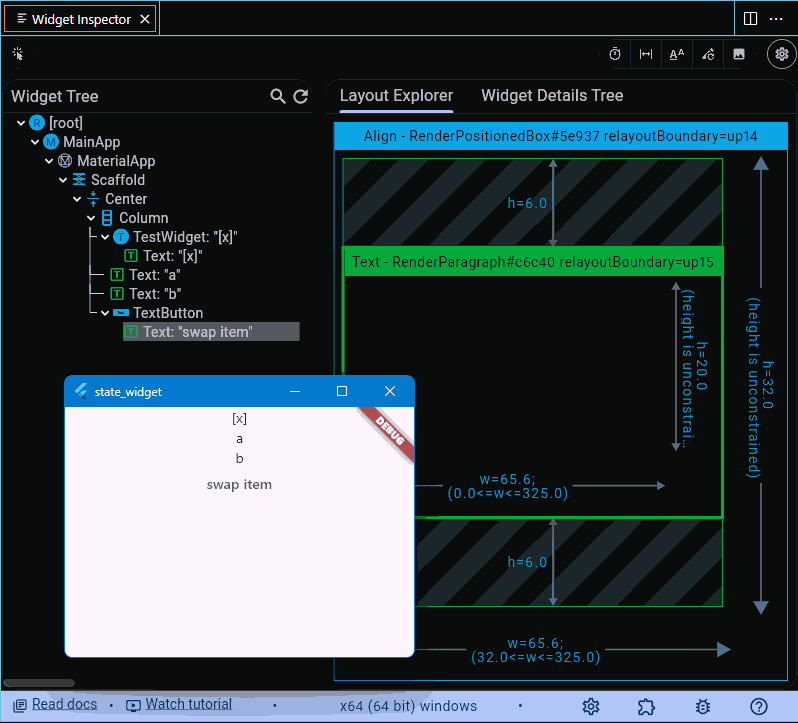 Widget Inspector
Widget Tree
Layout Explorer
Widget Details Tree
R [root]
M MainApp
M MaterialApp
Scaffold
Center
Column
T TestWidget: "[x]"
T Text: "[x]"
T Text: "a"
T Text: "b"
TextButton
T Text: "swap item"
Align - RenderPositionedBox#5e937 relayoutBoundary=up14
h=6.0
Text - RenderParagraph#c6c40 relayoutBoundary=up15
h=20.0
(height is unconstrai...
h=32.0
(height is unconstrained)
w=65.6;
(0.0<=w<=325.0)
h=6.0
w=65.6;
(32.0<=w<=325.0)
state_widget
DEBUG
[x]
a
b
swap item
Read docs • Watch tutorial • x64 (64 bit) windows •